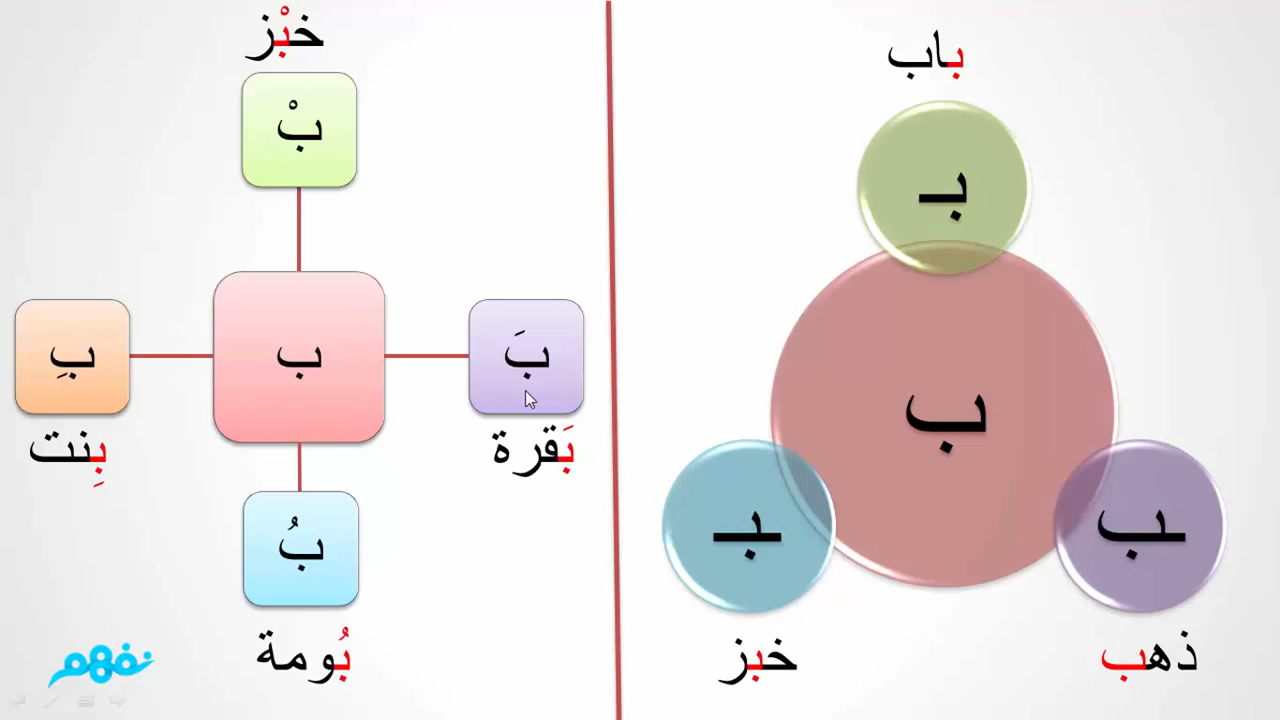 باب
بـ
ب
ـبـ
ـب
خبز
ذهب
خبْز
بْ
بِ
ب
بَ
بِنت
بَقرة
بُ
بُومة
نفهم